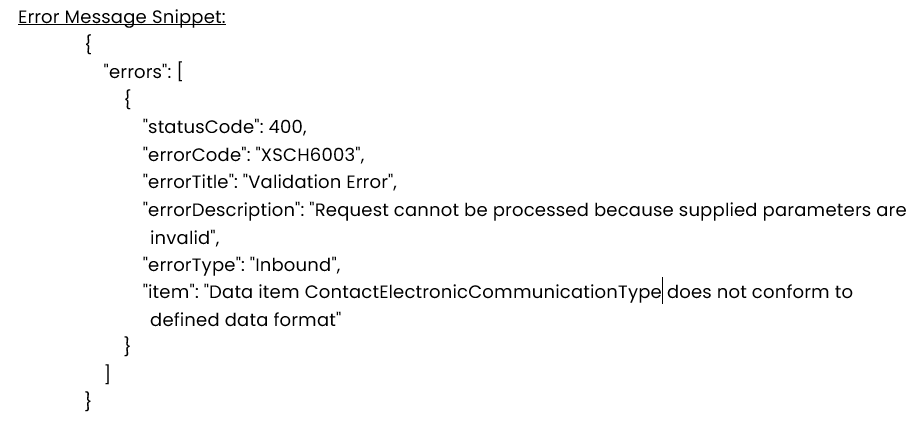 Error Message Snippet:
{
"errors": [
{
"statusCode": 400,
"errorCode": "XSCH6003",
"errorTitle": "Validation Error",
"errorDescription": "Request cannot be processed because supplied parameters are
invalid",
"errorType": "Inbound",
"item": "Data item ContactElectronicCommunicationType does not conform to
defined data format"
}
]
}